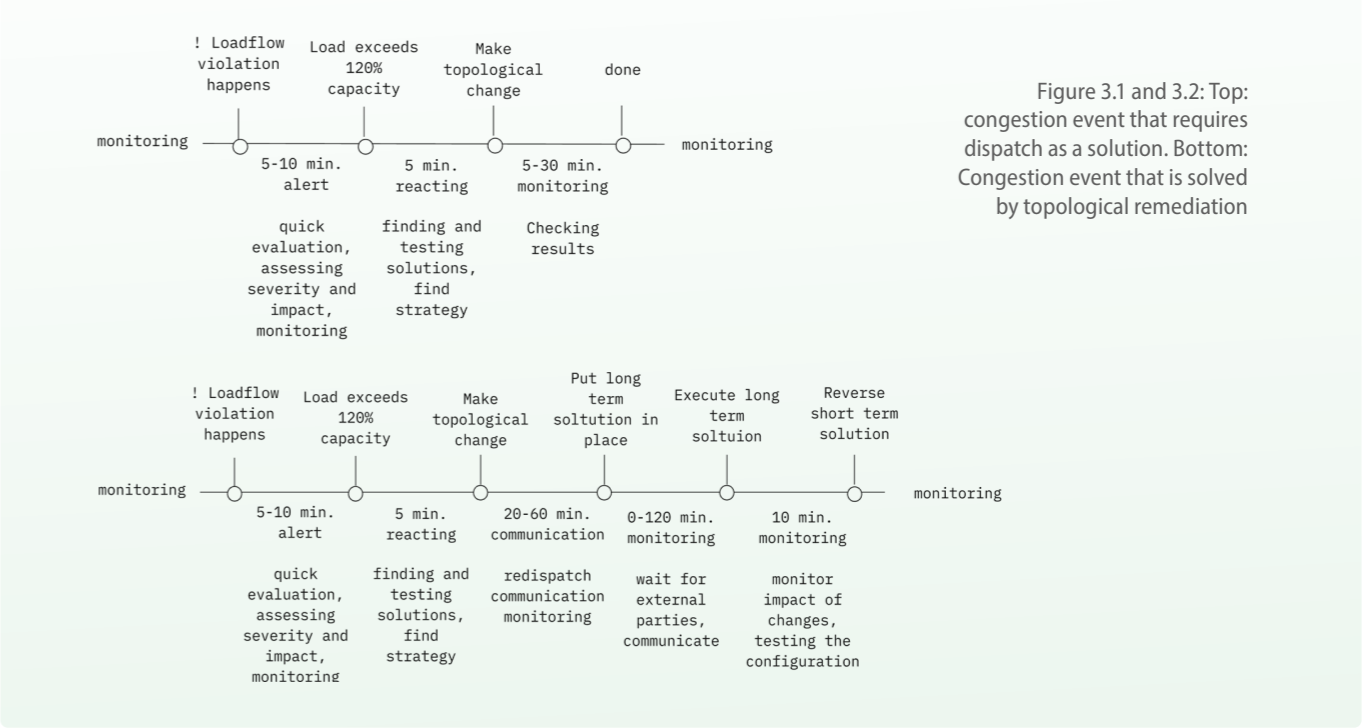 ! Loadflow
violation
happens
Load exceeds
120%
capacity
Make
topological
change
done
monitoring
monitoring
5-10 min.
alert
5 min.
reacting
5-30 min.
monitoring
quick
evaluation,
assessing
severity and
impact,
monitoring
finding and
testing
solutions,
find
strategy
Checking
results
Figure 3.1 and 3.2: Top:
congestion event that requires
dispatch as a solution. Bottom:
Congestion event that is solved
by topological remediation
! Loadflow
violation
happens
Load exceeds
120%
capacity
Make
topological
change
Put long
term
soltution in
place
Execute long
term
soltuion
Reverse
short term
solution
monitoring
monitoring
5-10 min.
alert
5 min.
reacting
20-60 min.
communication
0-120 min.
monitoring
10 min.
monitoring
quick
evaluation,
assessing
severity and
impact,
monitoring
finding and
testing
solutions,
find
strategy
redispatch
communication
monitoring
wait for
external
parties,
communicate
monitor
impact of
changes,
testing the
configuration